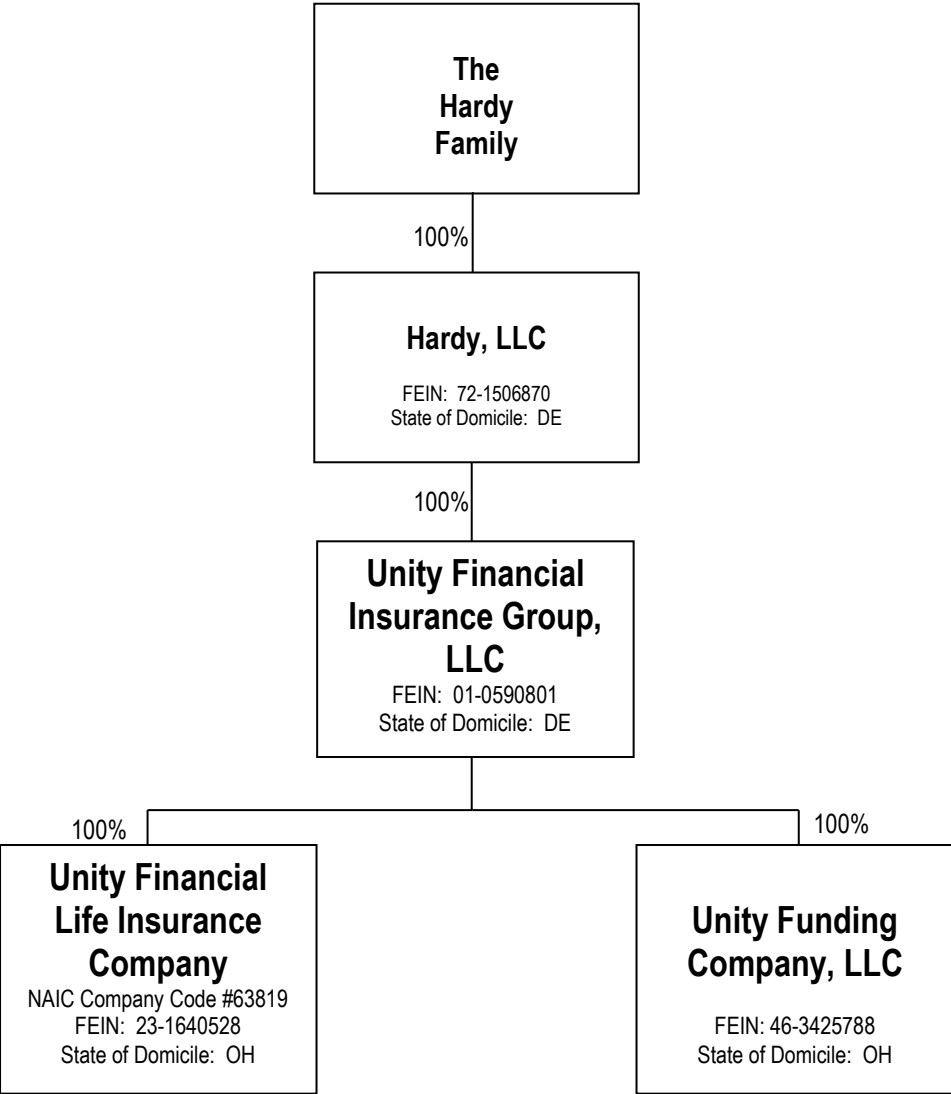 The
Hardy
Family
100%
Hardy, LLC
FEIN: 72-1506870
State of Domicile: DE
100%
Unity Financial
Insurance Group,
LLC
FEIN: 01-0590801
State of Domicile: DE
100%
100%
Unity Financial
Life Insurance
Company
NAIC Company Code #63819
FEIN: 23-1640528
State of Domicile: OH
Unity Funding
Company, LLC
FEIN: 46-3425788
State of Domicile: OH